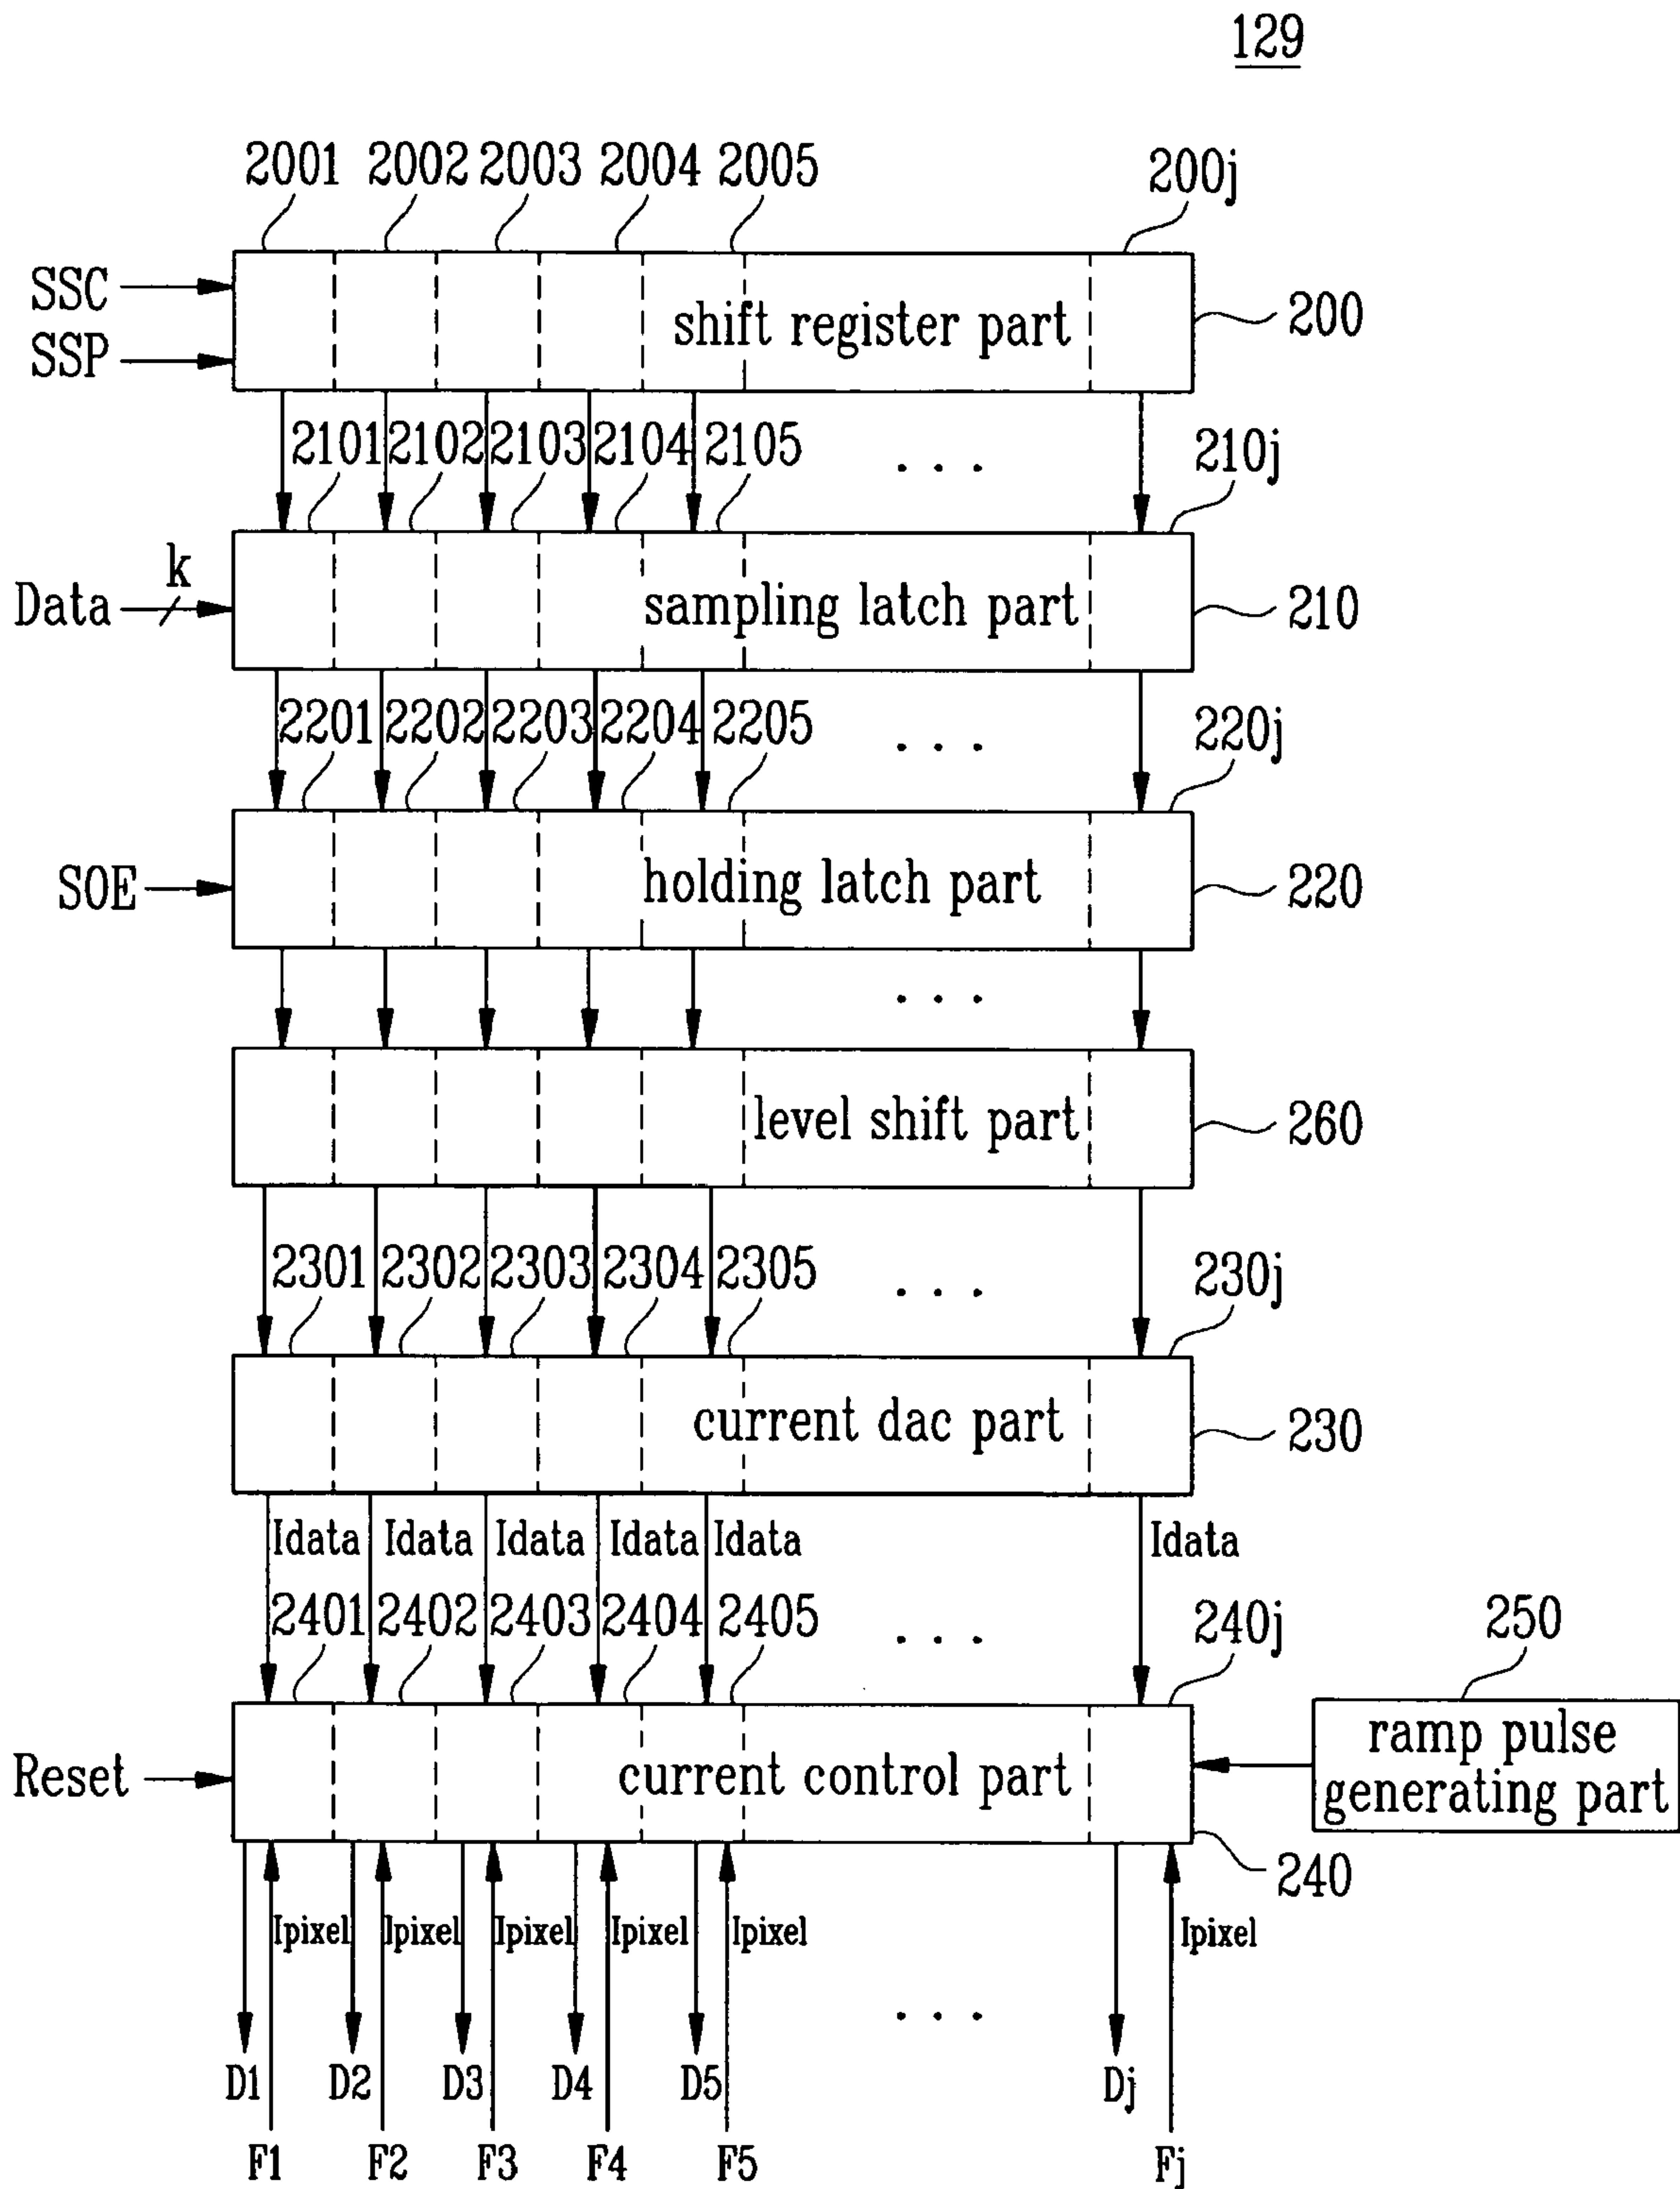 129
2001 2002 2003 2004 2005 200j
SSC
SSP
shift register part
200
2101 2102 2103 2104 2105 . . . 210j
k
Data
sampling latch part
210
2201 2202 2203 2204 2205 . . . 220j
SOE
holding latch part
220
. . .
level shift part
260
2301 2302 2303 2304 2305 . . . 230j
current dac part
230
Idata Idata Idata Idata Idata Idata
2401 2402 2403 2404 2405 . . . 240j
250
Reset
current control part
ramp pulse
generating part
240
Ipixel Ipixel Ipixel Ipixel Ipixel Ipixel
. . .
D1 D2 D3 D4 D5 Dj
F1 F2 F3 F4 F5 Fj